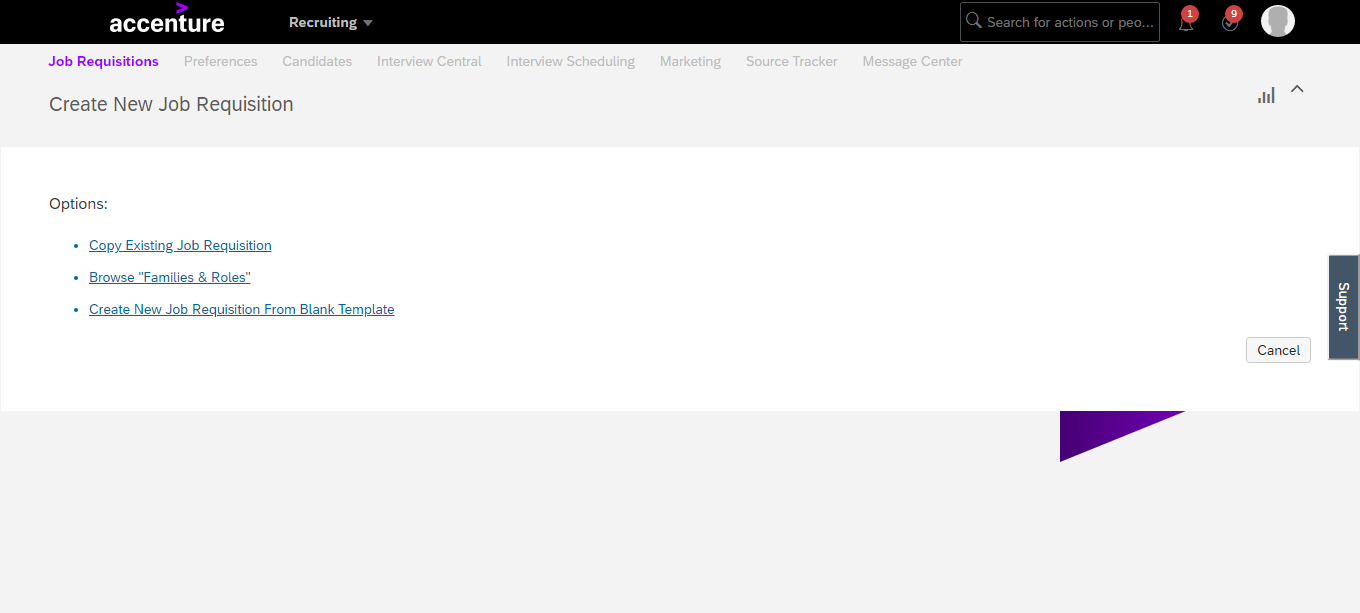 accenture
Recruiting
Search for actions or peo...
1
9
Job Requisitions Preferences Candidates Interview Central Interview Scheduling Marketing Source Tracker Message Center
Create New Job Requisition
Options:
• Copy Existing Job Requisition
• Browse "Families & Roles"
• Create New Job Requisition From Blank Template
Support
Cancel